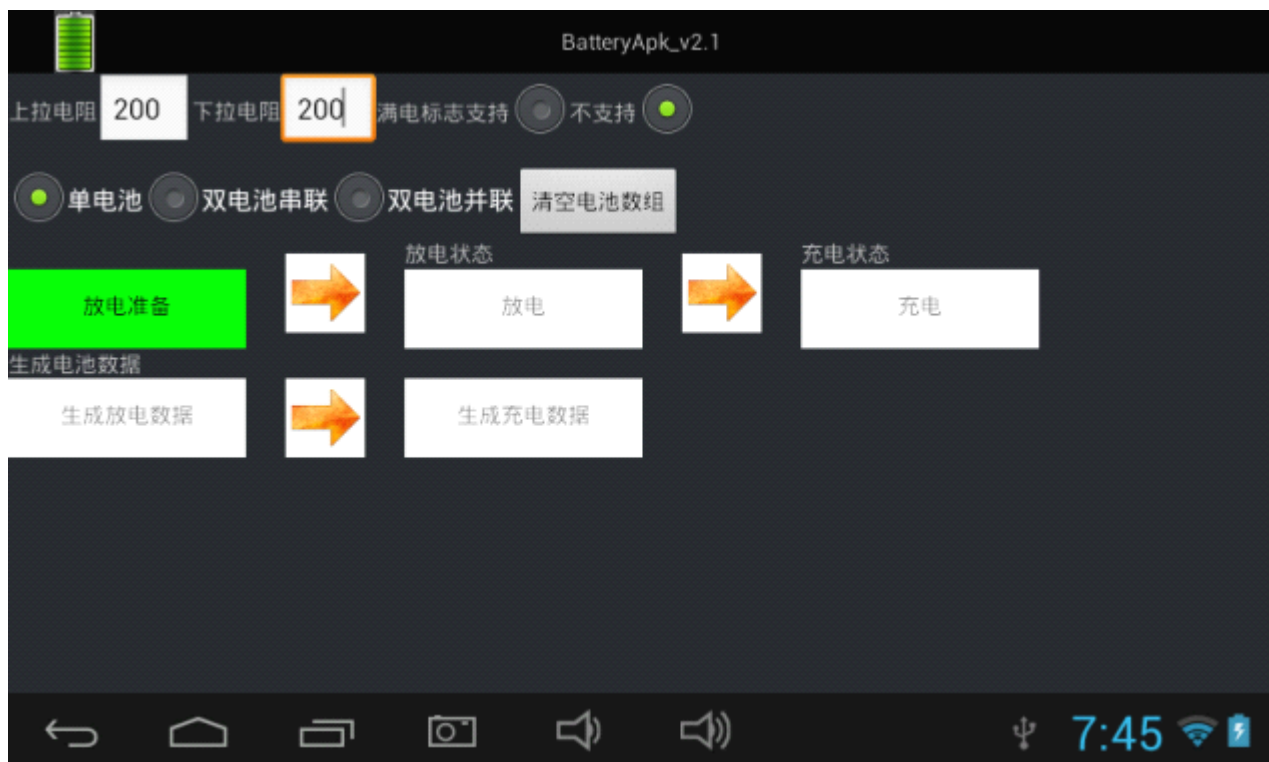 BatteryApk_v2.1
上拉电阻 200 下拉电阻 200 满电标志支持 不支持
单电池 双电池串联 双电池并联 清空电池数组
放电状态 充电状态
放电准备 放电 充电
生成电池数据
生成放电数据 生成充电数据
7:45